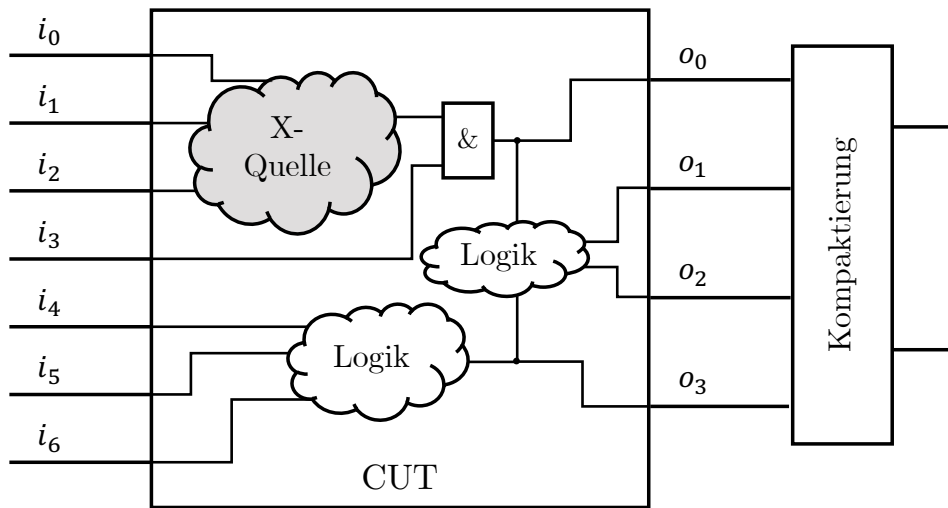 i₀
i₁
i₂
i₃
i₄
i₅
i₆
X-
Quelle
&
Logik
Logik
CUT
o₀
o₁
o₂
o₃
Kompaktierung